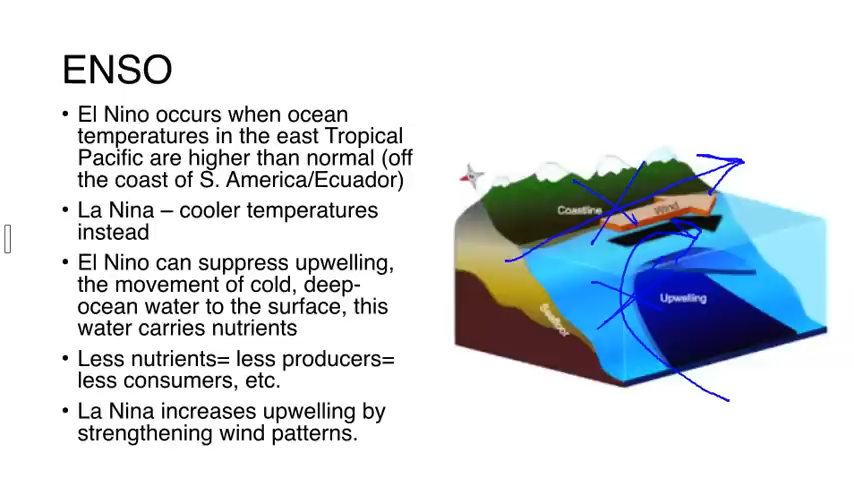 ENSO
• El Nino occurs when ocean
temperatures in the east Tropical
Pacific are higher than normal (off
the coast of S. America/Ecuador)
• La Nina – cooler temperatures
instead
• El Nino can suppress upwelling,
the movement of cold, deep-
ocean water to the surface, this
water carries nutrients
• Less nutrients= less producers=
less consumers, etc.
• La Nina increases upwelling by
strengthening wind patterns.
Coastline
Wind
Upwelling
Seafloor